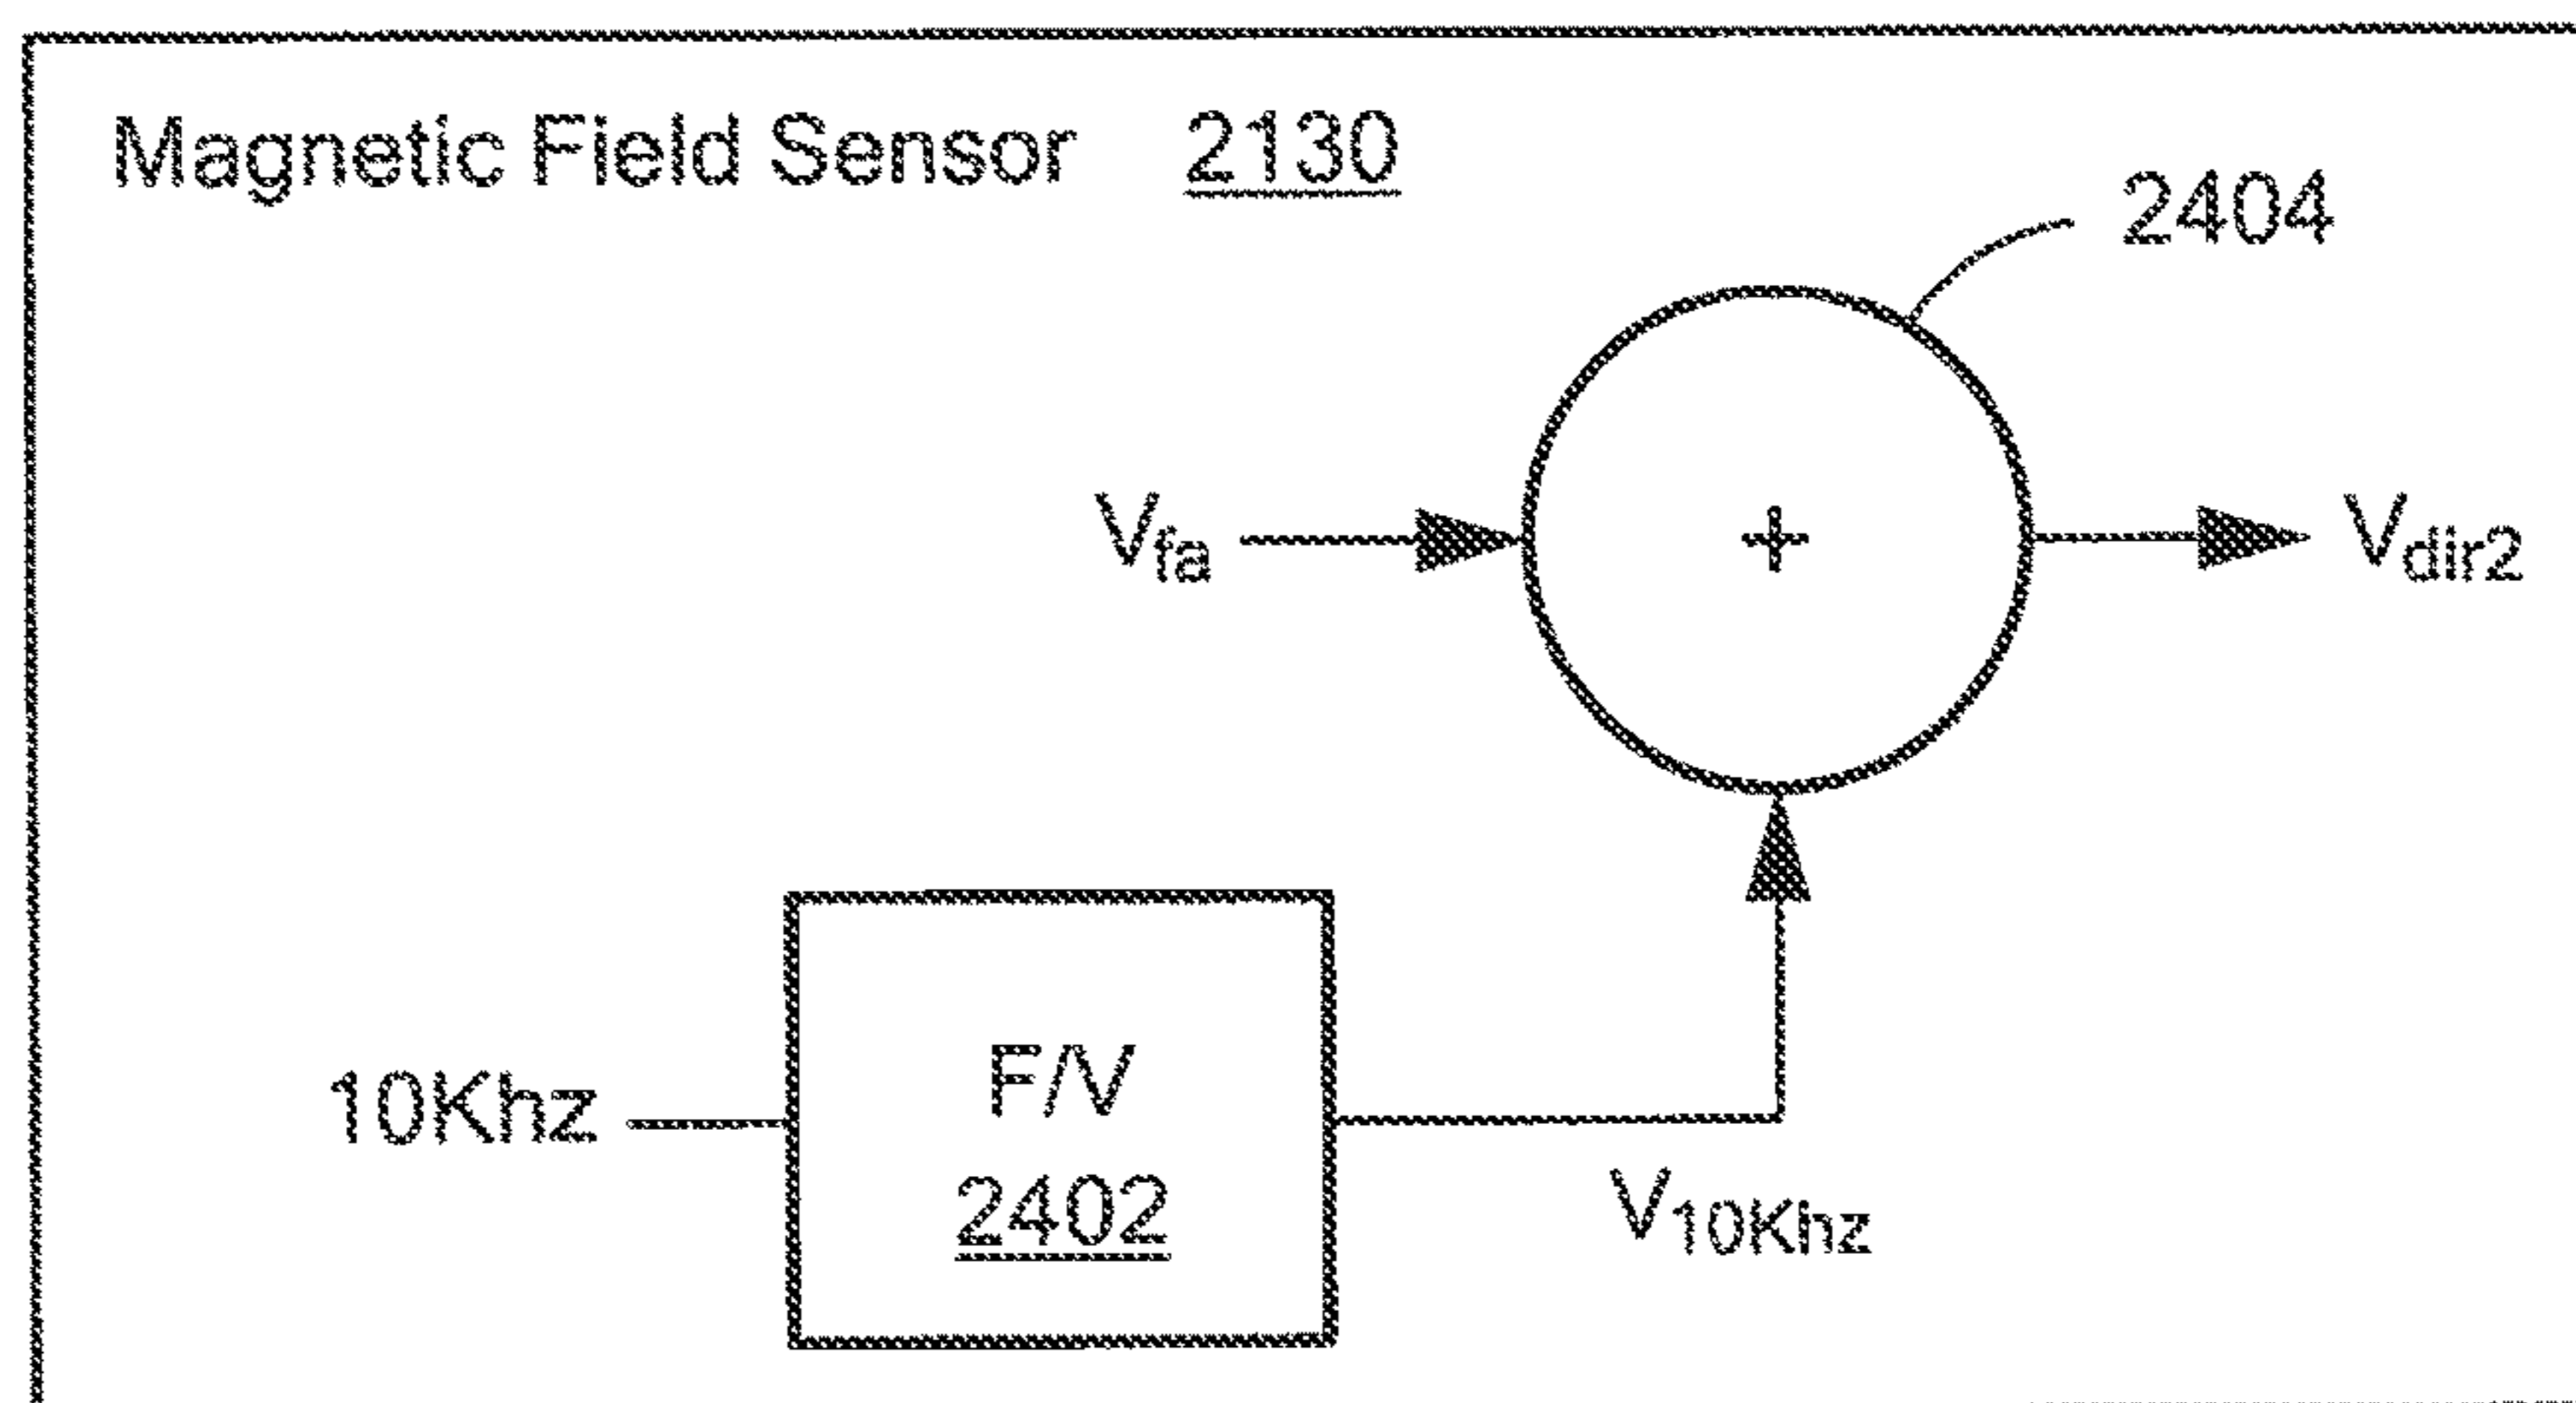 Magnetic Field Sensor 2130
2404
+
Vfa
Vdir2
10Khz
F/V
2402
V10Khz